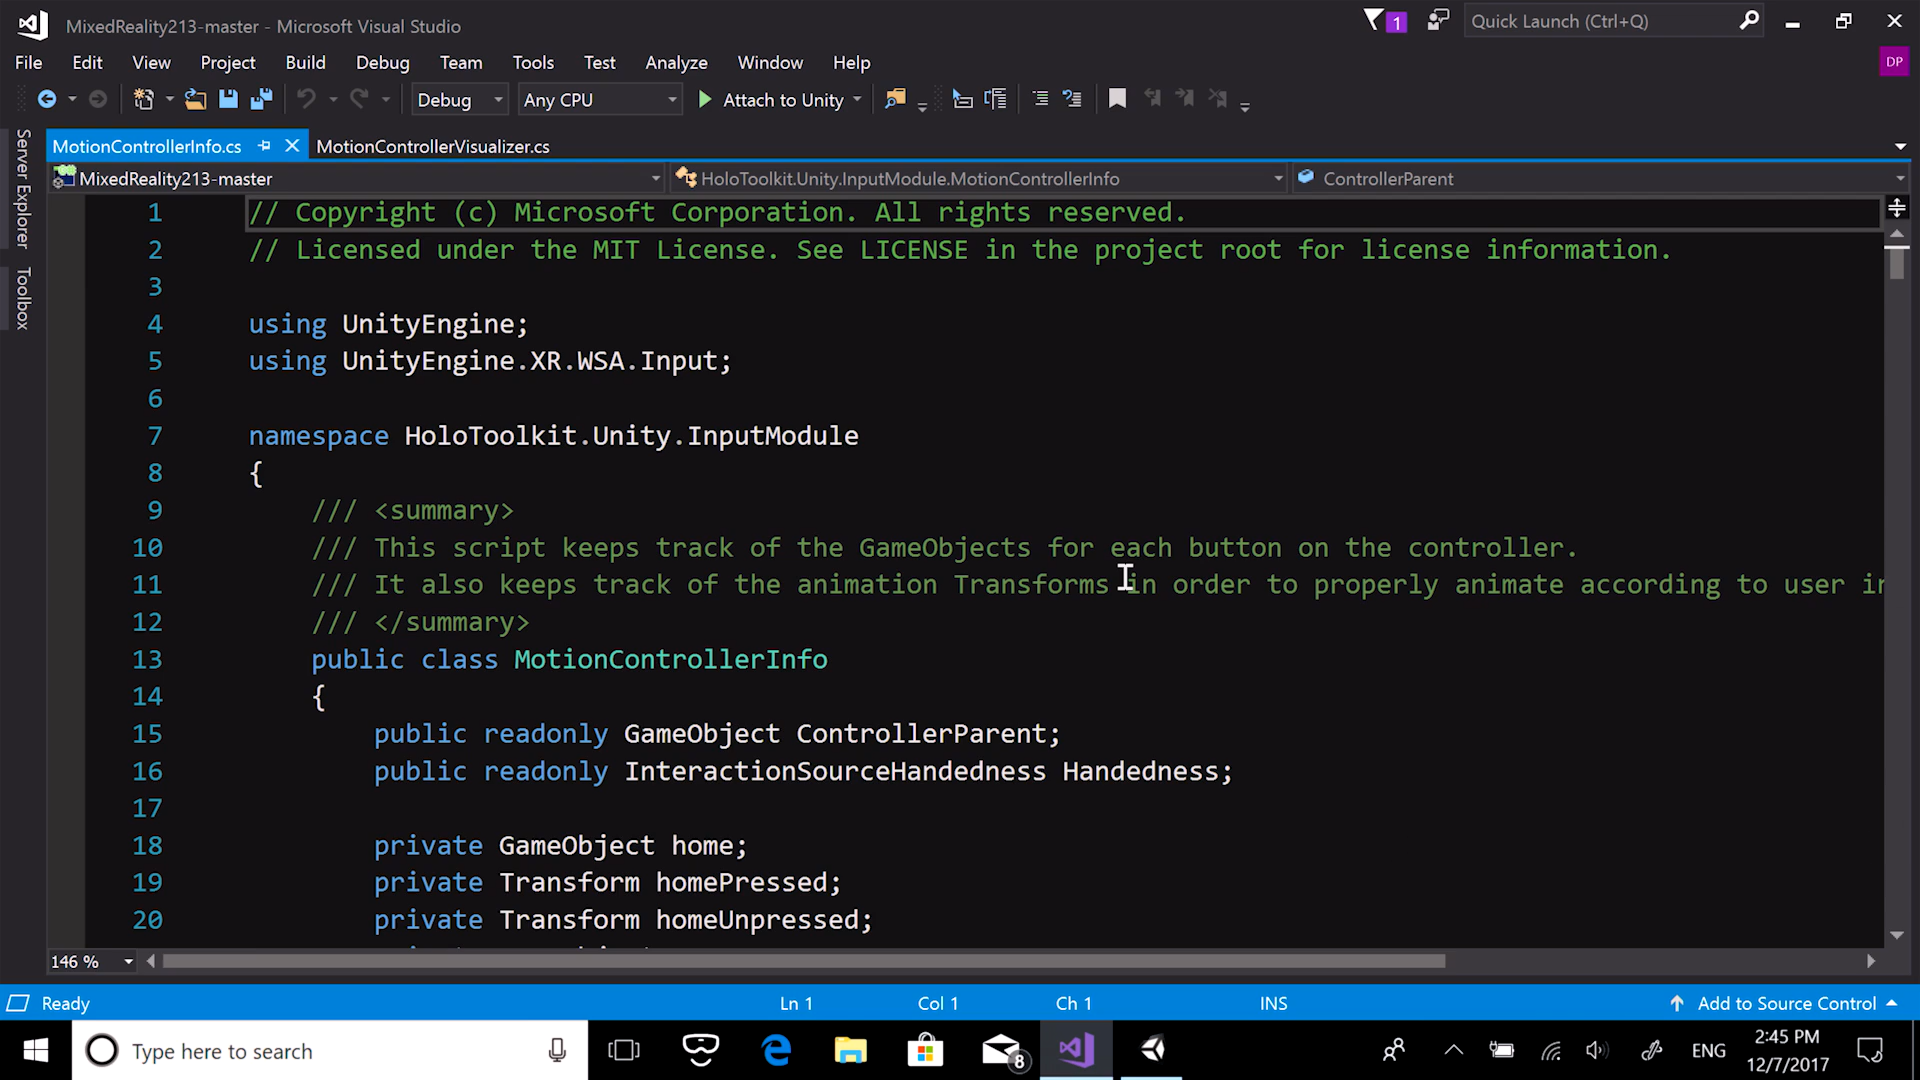 MixedReality213-master - Microsoft Visual Studio
1
Quick Launch (Ctrl+Q)
File Edit View Project Build Debug Team Tools Test Analyze Window Help
DP
Debug Any CPU Attach to Unity
Server Explorer
Toolbox
MotionControllerInfo.cs MotionControllerVisualizer.cs
MixedReality213-master HoloToolkit.Unity.InputModule.MotionControllerInfo ControllerParent
1 // Copyright (c) Microsoft Corporation. All rights reserved.
2 // Licensed under the MIT License. See LICENSE in the project root for license information.
3
4 using UnityEngine;
5 using UnityEngine.XR.WSA.Input;
6
7 namespace HoloToolkit.Unity.InputModule
8 {
9 /// <summary>
10 /// This script keeps track of the GameObjects for each button on the controller.
11 /// It also keeps track of the animation Transforms in order to properly animate according to user in
12 /// </summary>
13 public class MotionControllerInfo
14 {
15 public readonly GameObject ControllerParent;
16 public readonly InteractionSourceHandedness Handedness;
17
18 private GameObject home;
19 private Transform homePressed;
20 private Transform homeUnpressed;
146 %
Ready Ln 1 Col 1 Ch 1 INS Add to Source Control
Type here to search 8 ENG 2:45 PM
12/7/2017